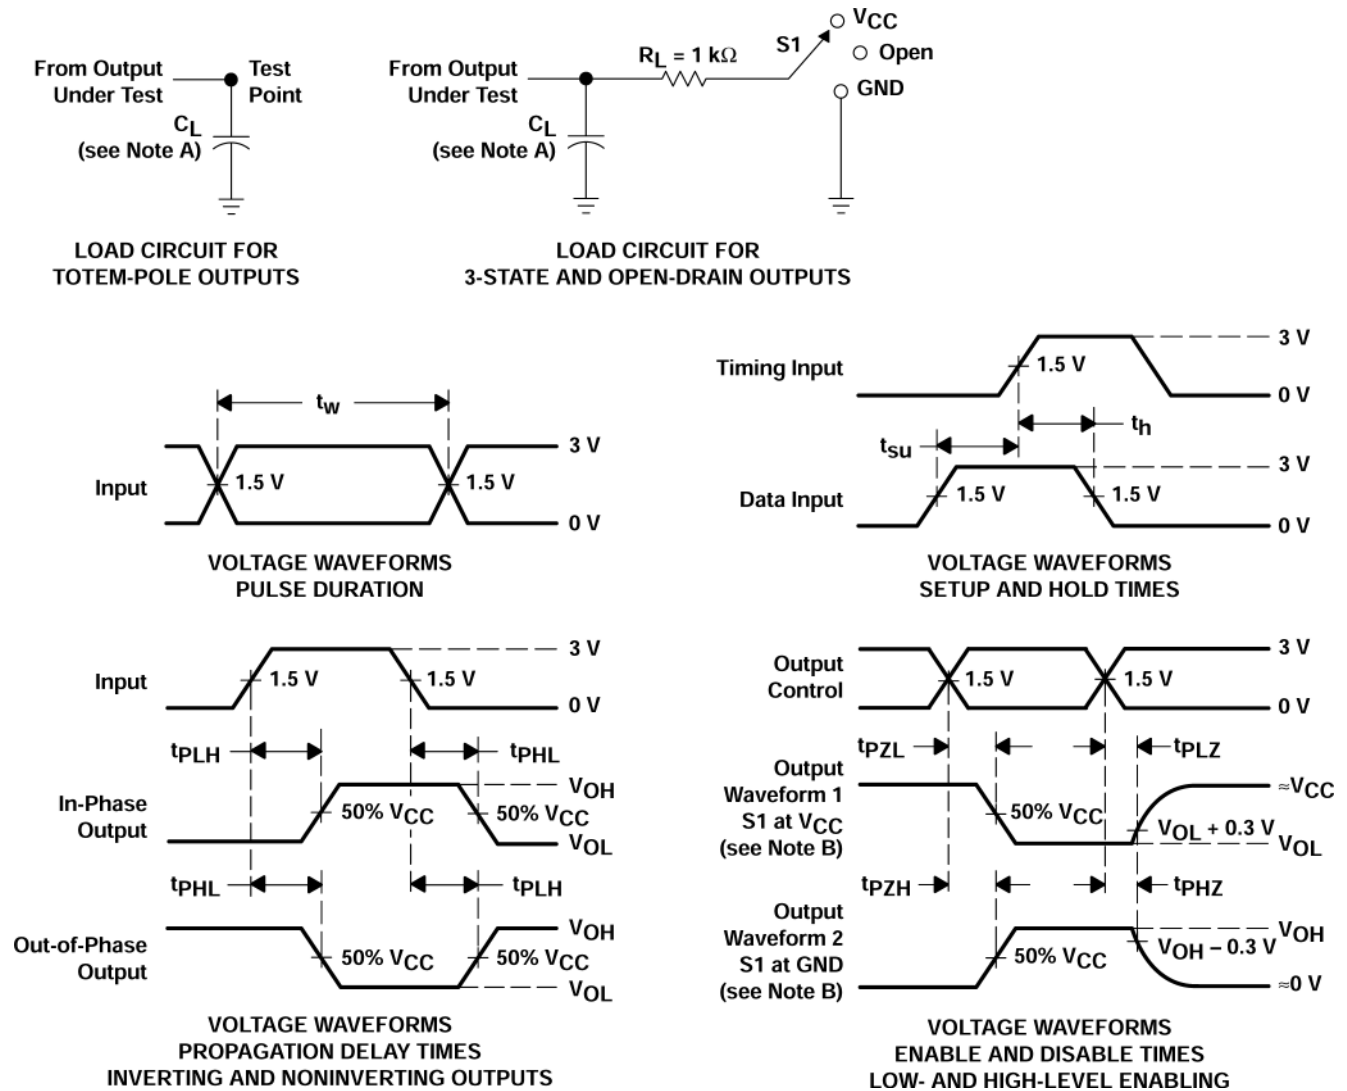 From Output
Under Test
Test
Point
CL
(see Note A)
LOAD CIRCUIT FOR
TOTEM-POLE OUTPUTS
From Output
Under Test
RL = 1 kΩ
S1
VCC
Open
GND
CL
(see Note A)
LOAD CIRCUIT FOR
3-STATE AND OPEN-DRAIN OUTPUTS
tw
Input
1.5 V
1.5 V
3 V
0 V
VOLTAGE WAVEFORMS
PULSE DURATION
Timing Input
1.5 V
3 V
0 V
tsu
th
Data Input
1.5 V
1.5 V
3 V
0 V
VOLTAGE WAVEFORMS
SETUP AND HOLD TIMES
Input
1.5 V
1.5 V
3 V
0 V
tPLH
tPHL
In-Phase
Output
50% VCC
50% VCC
VOH
VOL
tPHL
tPLH
Out-of-Phase
Output
50% VCC
50% VCC
VOH
VOL
VOLTAGE WAVEFORMS
PROPAGATION DELAY TIMES
INVERTING AND NONINVERTING OUTPUTS
Output
Control
1.5 V
1.5 V
3 V
0 V
tPZL
tPLZ
Output
Waveform 1
S1 at VCC
(see Note B)
50% VCC
VOL + 0.3 V
≈VCC
VOL
tPZH
tPHZ
Output
Waveform 2
S1 at GND
(see Note B)
50% VCC
VOH − 0.3 V
VOH
≈0 V
VOLTAGE WAVEFORMS
ENABLE AND DISABLE TIMES
LOW- AND HIGH-LEVEL ENABLING